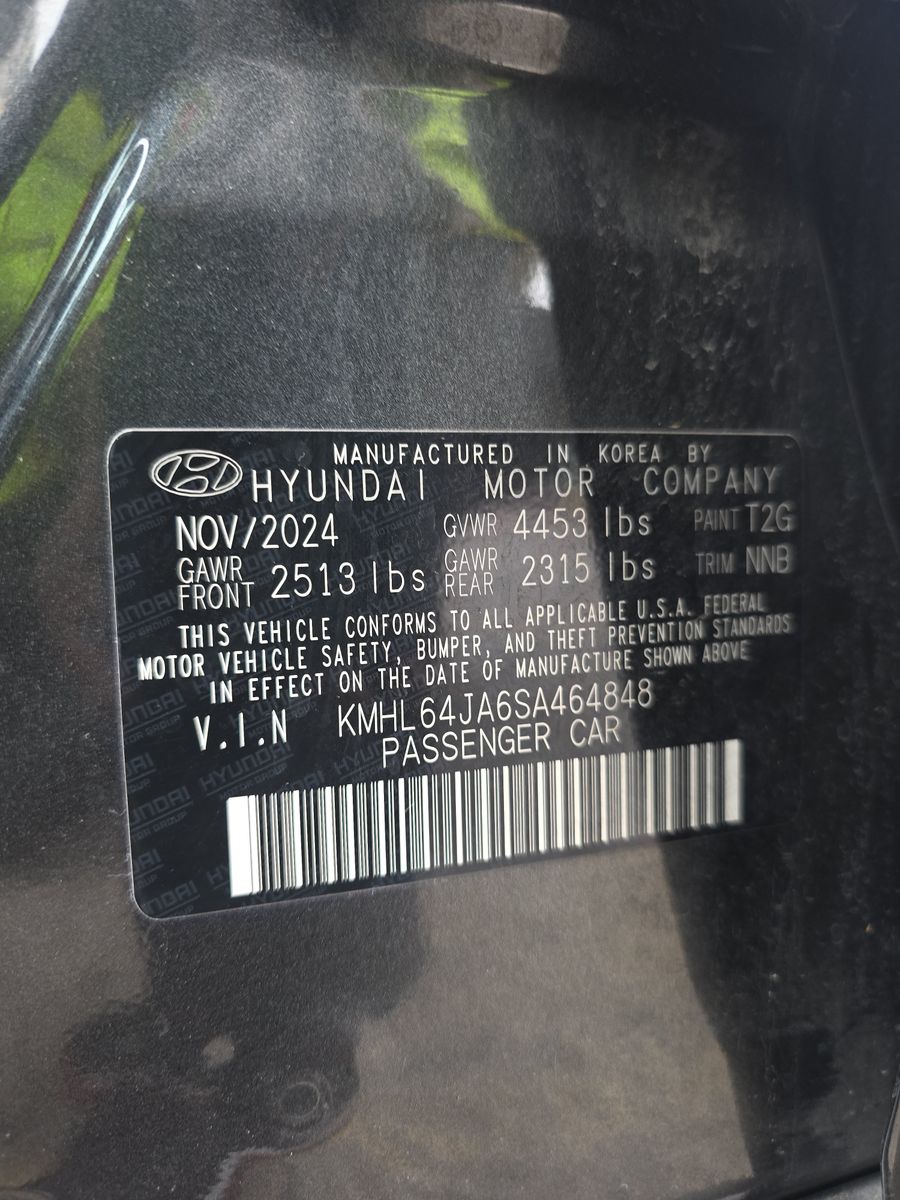 MANUFACTURED IN KOREA BY
HYUNDAI MOTOR COMPANY
NOV/2024 GVWR 4453 lbs PAINT T2G
GAWR FRONT 2513 lbs GAWR REAR 2315 lbs TRIM NNB
THIS VEHICLE CONFORMS TO ALL APPLICABLE U.S.A. FEDERAL
MOTOR VEHICLE SAFETY, BUMPER, AND THEFT PREVENTION STANDARDS
IN EFFECT ON THE DATE OF MANUFACTURE SHOWN ABOVE
V.I.N KMHL64JA6SA464848
PASSENGER CAR